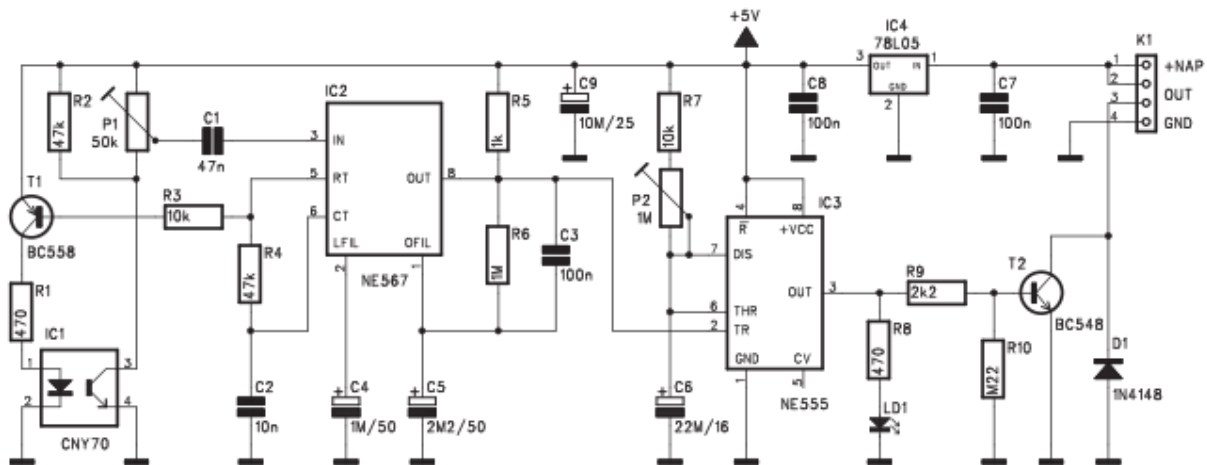 +5V
IC4
78L05
K1
3
OUT
IN
1
GND
2
1
+NAP
2
3
OUT
4
GND
R2
47k
P1
50k
C1
47n
IC2
3
IN
5
RT
OUT
8
6
CT
LFIL
OFIL
2
1
NE567
R5
1k
C9
+
10M/25
R7
10k
C8
100n
C7
100n
T1
BC558
R3
10k
R4
47k
R6
1M
C3
100n
P2
1M
IC3
4
8
R
+VCC
7
DIS
OUT
3
6
THR
2
TR
GND
CV
1
5
NE555
R9
2k2
T2
BC548
R1
470
IC1
1
3
2
4
CNY70
C2
10n
C4
+
1M/50
C5
+
2M2/50
C6
+
22M/16
R8
470
LD1
R10
M22
D1
1N4148